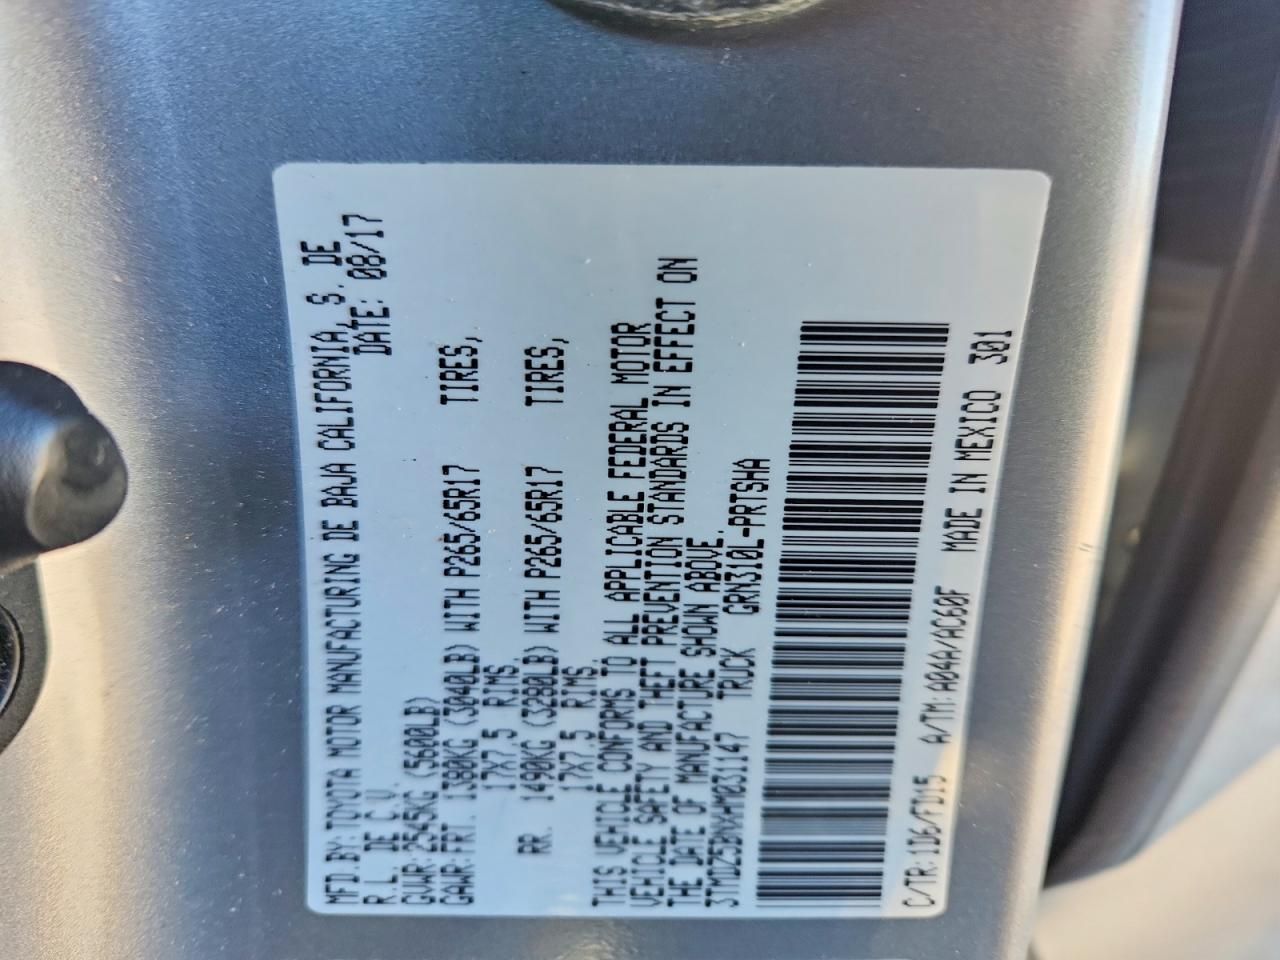 MFD.BY:TOYOTA MOTOR MANUFACTURING DE BAJA CALIFORNIA, S. DE
R.L. DE C.V. DATE: 08/17
GVWR:2545KG (5600LB)
GAWR:FRT. 1380KG (3040LB) WITH P265/65R17 TIRES,
17X7.5 RIMS,
RR. 1490KG (3280LB) WITH P265/65R17 TIRES,
17X7.5 RIMS.
THIS VEHICLE CONFORMS TO ALL APPLICABLE FEDERAL MOTOR
VEHICLE SAFETY AND THEFT PREVENTION STANDARDS IN EFFECT ON
THE DATE OF MANUFACTURE SHOWN ABOVE.
TRUCK GRN310L-PRTSHA
C/TR:1D6/FD15 A/TM:A04A/AC60F MADE IN MEXICO 301